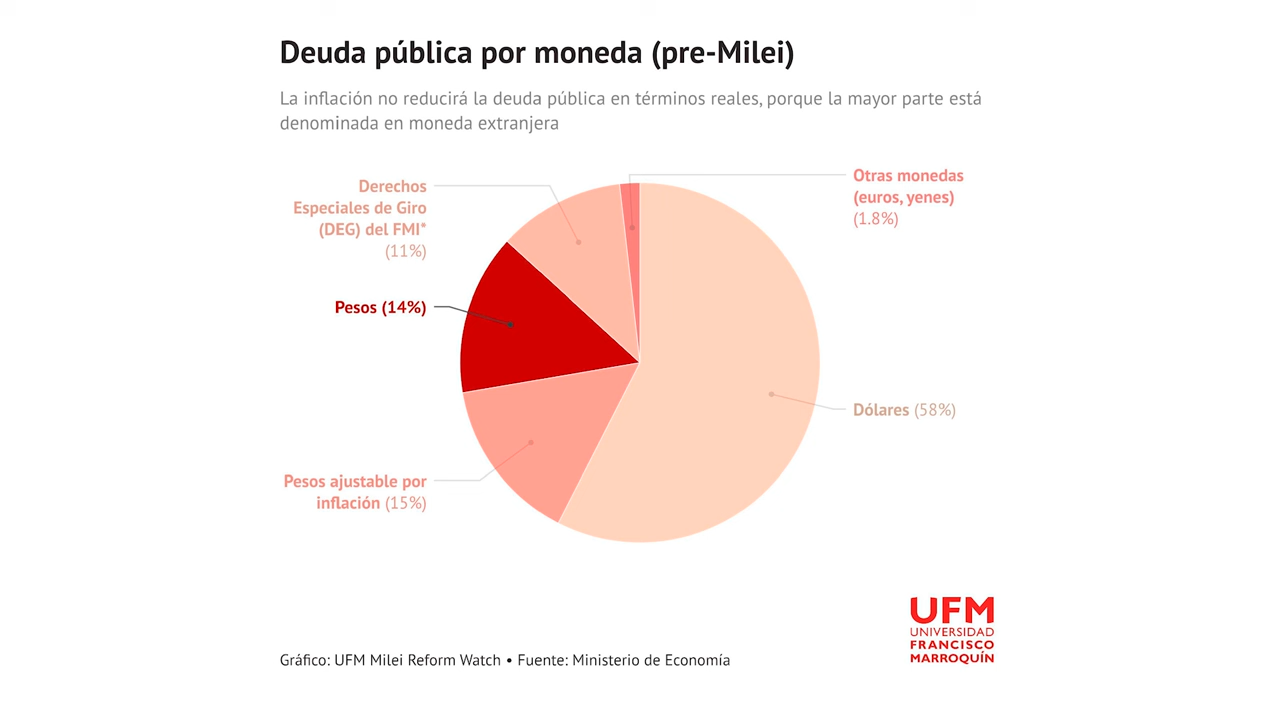 Deuda pública por moneda (pre-Milei)
La inflación no reducirá la deuda pública en términos reales, porque la mayor parte está
denominada en moneda extranjera
Derechos
Especiales de Giro
(DEG) del FMI*
(11%)
Otras monedas
(euros, yenes)
(1.8%)
Pesos (14%)
Dólares (58%)
Pesos ajustable por
inflación (15%)
Gráfico: UFM Milei Reform Watch • Fuente: Ministerio de Economía
UFM
UNIVERSIDAD
FRANCISCO
MARROQUÍN